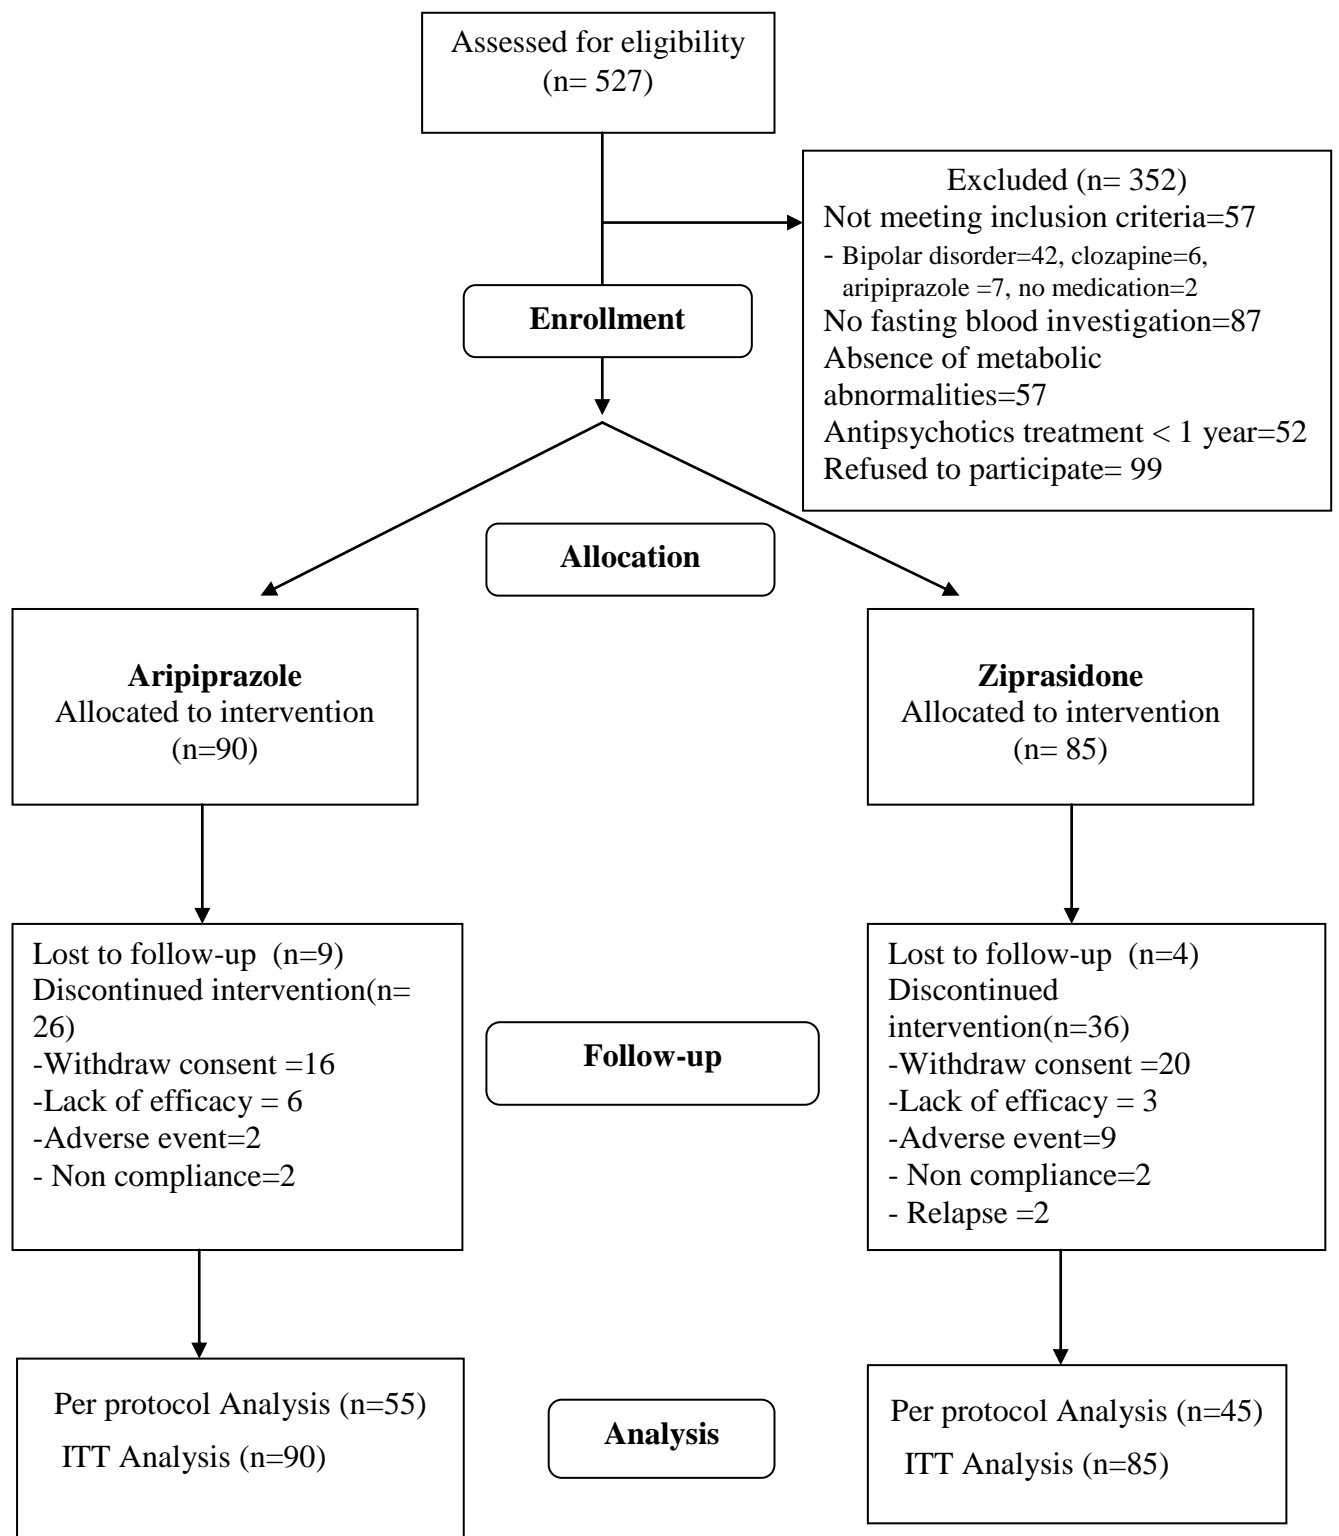 Assessed for eligibility
(n= 527)
Excluded (n= 352)
Not meeting inclusion criteria=57
- Bipolar disorder=42, clozapine=6,
aripiprazole =7, no medication=2
No fasting blood investigation=87
Absence of metabolic
abnormalities=57
Antipsychotics treatment < 1 year=52
Refused to participate= 99
Enrollment
Allocation
Aripiprazole
Allocated to intervention
(n=90)
Ziprasidone
Allocated to intervention
(n= 85)
Lost to follow-up  (n=9)
Discontinued intervention(n=
26)
-Withdraw consent =16
-Lack of efficacy = 6
-Adverse event=2
- Non compliance=2
Follow-up
Lost to follow-up  (n=4)
Discontinued
intervention(n=36)
-Withdraw consent =20
-Lack of efficacy = 3
-Adverse event=9
- Non compliance=2
- Relapse =2
Per protocol Analysis (n=55)
ITT Analysis (n=90)
Analysis
Per protocol Analysis (n=45)
ITT Analysis (n=85)